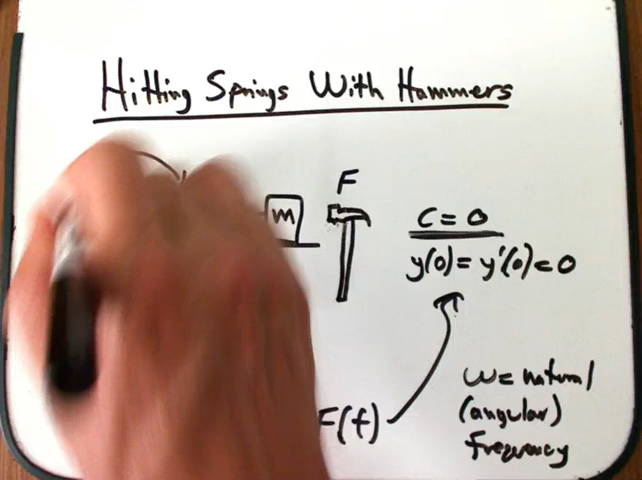 Hitting Springs With Hammers
F
m
C = 0
y(0) = y'(0) = 0
F(t)
ω = natural
(angular)
frequency